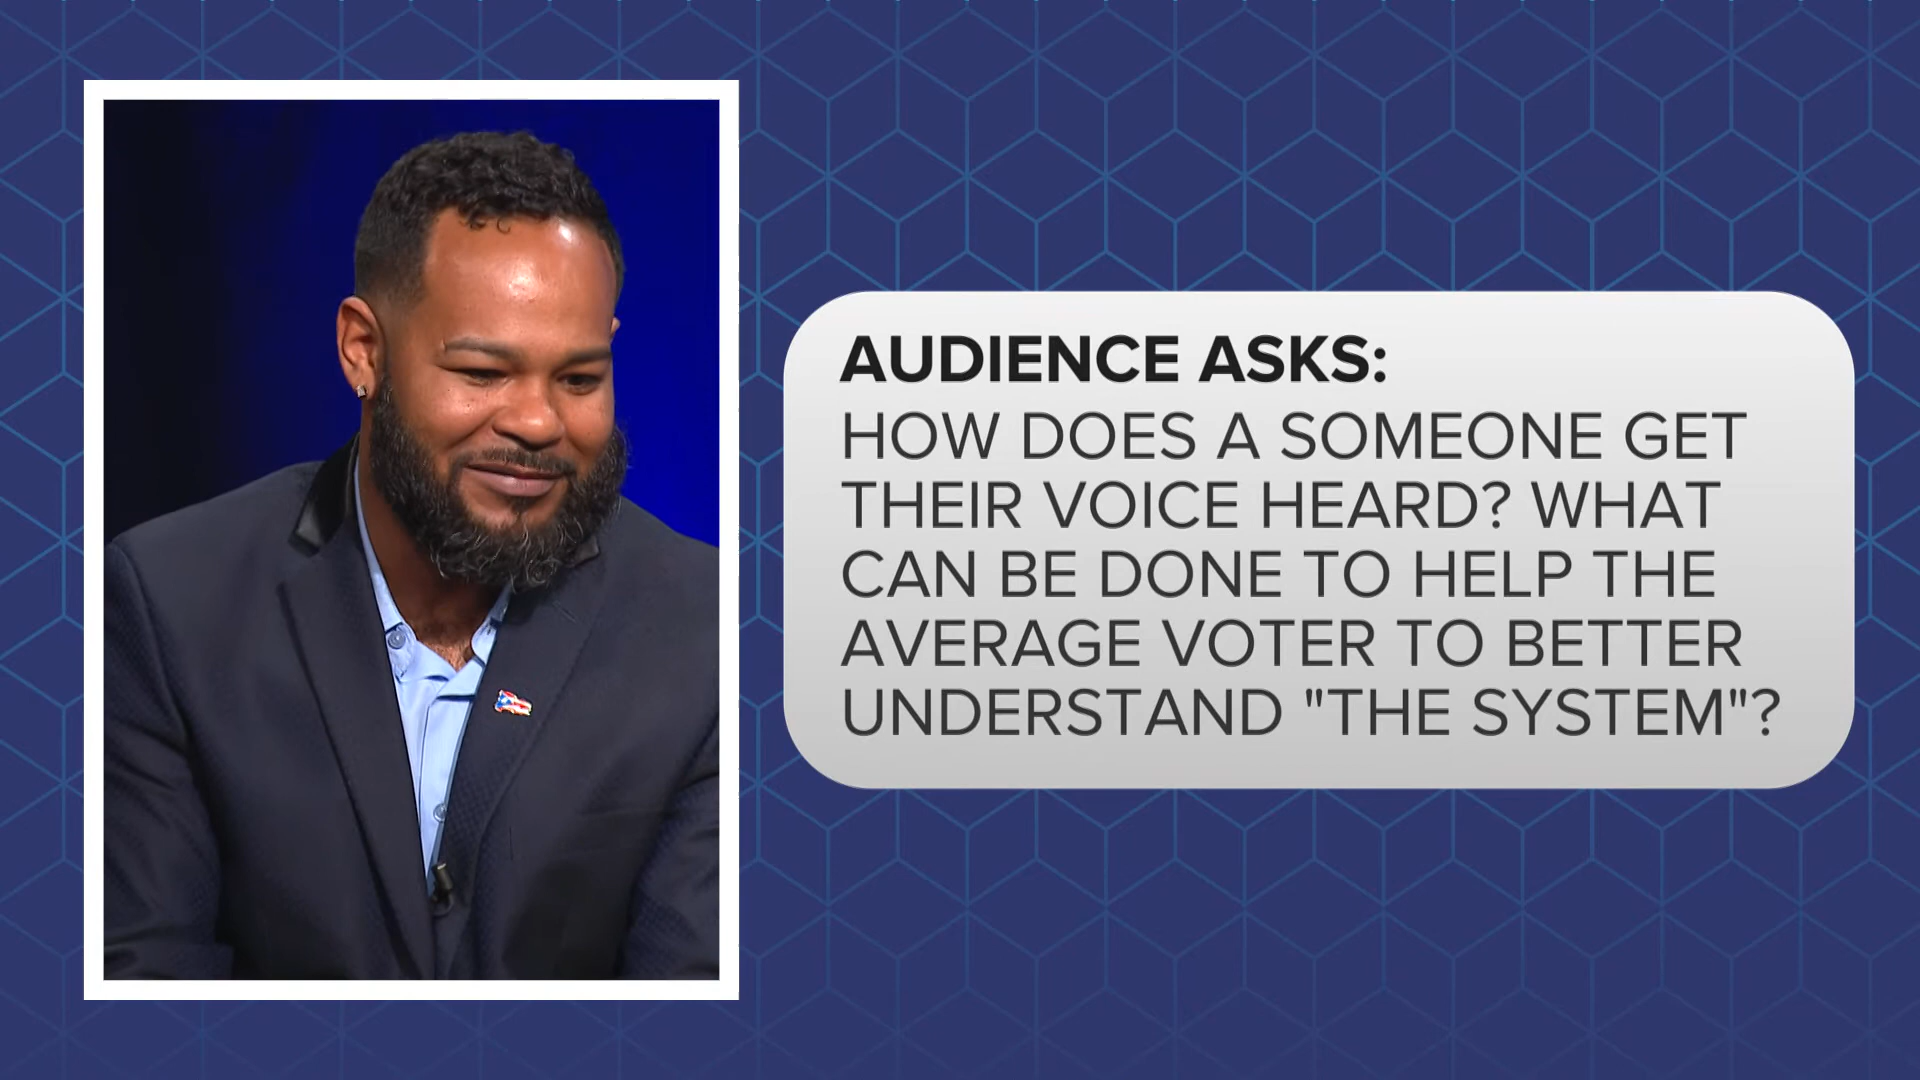 AUDIENCE ASKS:
HOW DOES A SOMEONE GET
THEIR VOICE HEARD? WHAT
CAN BE DONE TO HELP THE
AVERAGE VOTER TO BETTER
UNDERSTAND "THE SYSTEM"?